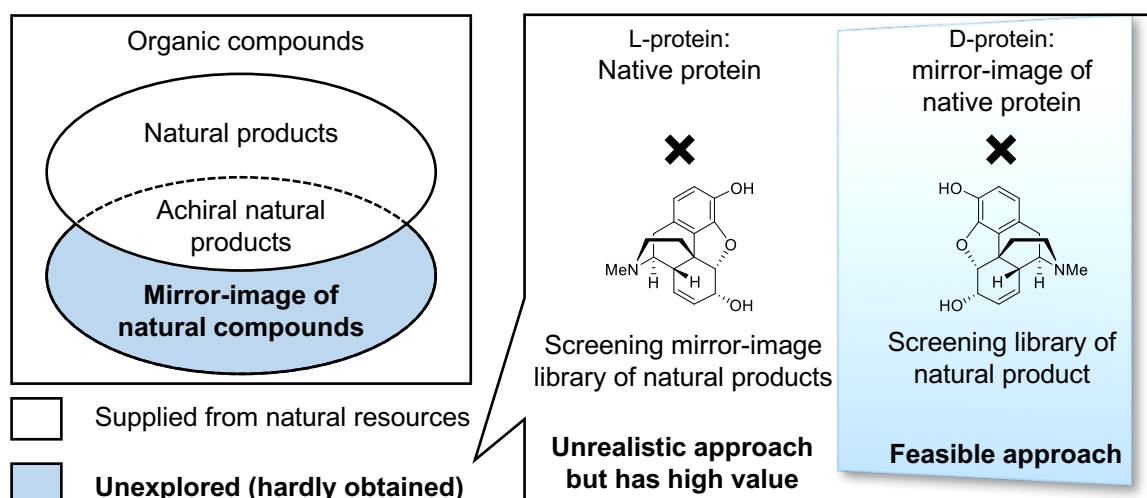 Organic compounds
Natural products
Achiral natural
products
Mirror-image of
natural compounds
Supplied from natural resources
Unexplored (hardly obtained)
L-protein:
Native protein
OH
O
MeN
H
H
OH
Screening mirror-image
library of natural products
Unrealistic approach
but has high value
D-protein:
mirror-image of
native protein
HO
O
NMe
H
H
HO
Screening library of
natural product
Feasible approach